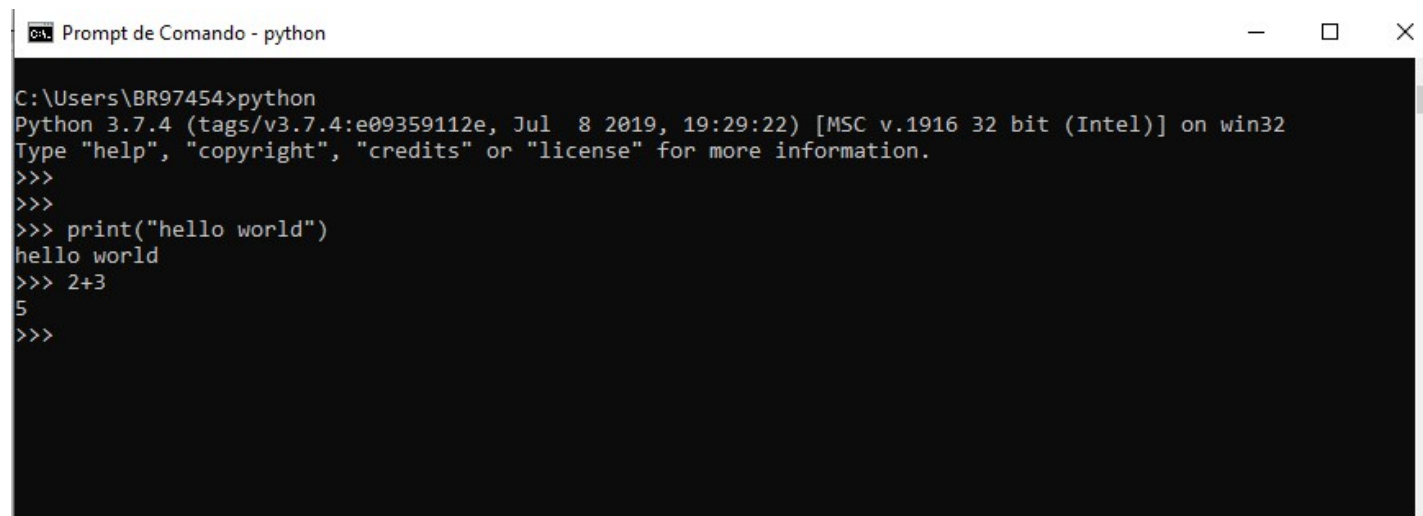 Prompt de Comando - python
C:\Users\BR97454>python
Python 3.7.4 (tags/v3.7.4:e09359112e, Jul  8 2019, 19:29:22) [MSC v.1916 32 bit (Intel)] on win32
Type "help", "copyright", "credits" or "license" for more information.
>>>
>>>
>>> print("hello world")
hello world
>>> 2+3
5
>>>